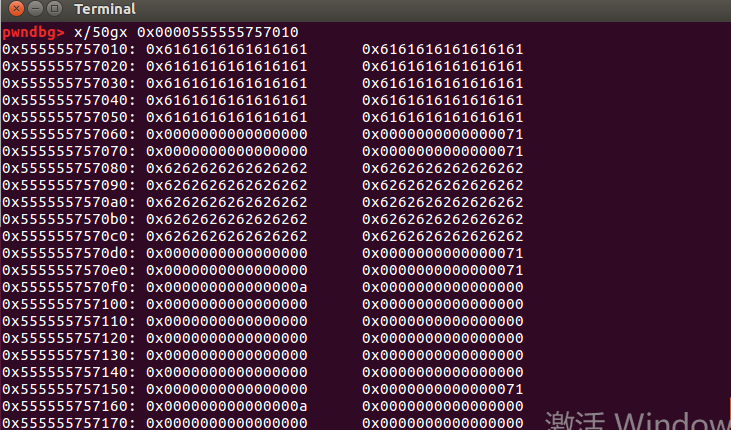 Terminal
pwndbg> x/50gx 0x0000555555757010
0x555555757010: 0x6161616161616161 0x6161616161616161
0x555555757020: 0x6161616161616161 0x6161616161616161
0x555555757030: 0x6161616161616161 0x6161616161616161
0x555555757040: 0x6161616161616161 0x6161616161616161
0x555555757050: 0x6161616161616161 0x6161616161616161
0x555555757060: 0x0000000000000000 0x0000000000000071
0x555555757070: 0x0000000000000000 0x0000000000000071
0x555555757080: 0x6262626262626262 0x6262626262626262
0x555555757090: 0x6262626262626262 0x6262626262626262
0x5555557570a0: 0x6262626262626262 0x6262626262626262
0x5555557570b0: 0x6262626262626262 0x6262626262626262
0x5555557570c0: 0x6262626262626262 0x6262626262626262
0x5555557570d0: 0x0000000000000000 0x0000000000000071
0x5555557570e0: 0x0000000000000000 0x0000000000000071
0x5555557570f0: 0x000000000000000a 0x0000000000000000
0x555555757100: 0x0000000000000000 0x0000000000000000
0x555555757110: 0x0000000000000000 0x0000000000000000
0x555555757120: 0x0000000000000000 0x0000000000000000
0x555555757130: 0x0000000000000000 0x0000000000000000
0x555555757140: 0x0000000000000000 0x0000000000000000
0x555555757150: 0x0000000000000000 0x0000000000000071
0x555555757160: 0x000000000000000a 0x0000000000000000
0x555555757170: 0x0000000000000000 0x0000000000000000
激活 Window